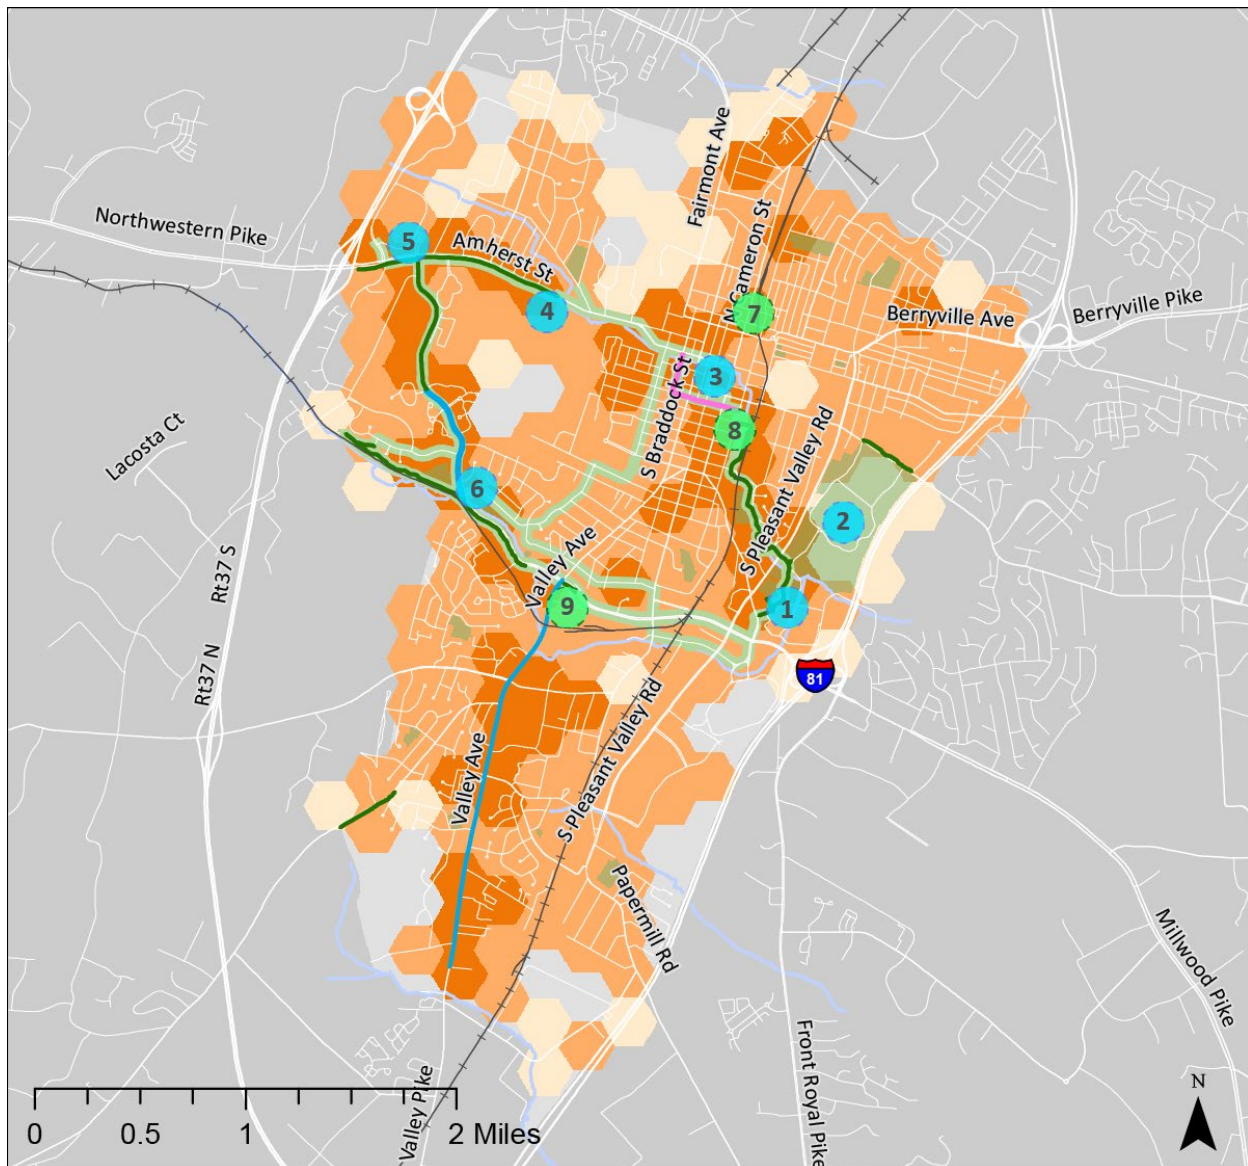 Fairmont Ave
N Cameron St
Northwestern Pike
5
Amherst St
4
7
Berryville Ave
Berryville Pike
3
S Braddock St
8
S Pleasant Valley Rd
Lacosta Ct
6
2
Rt37 S
Valley Ave
9
1
81
Rt37 N
Valley Ave
S Pleasant Valley Rd
Papermill Rd
Millwood Pike
Valley Pike
Front Royal Pike
N
0 0.5 1 2 Miles